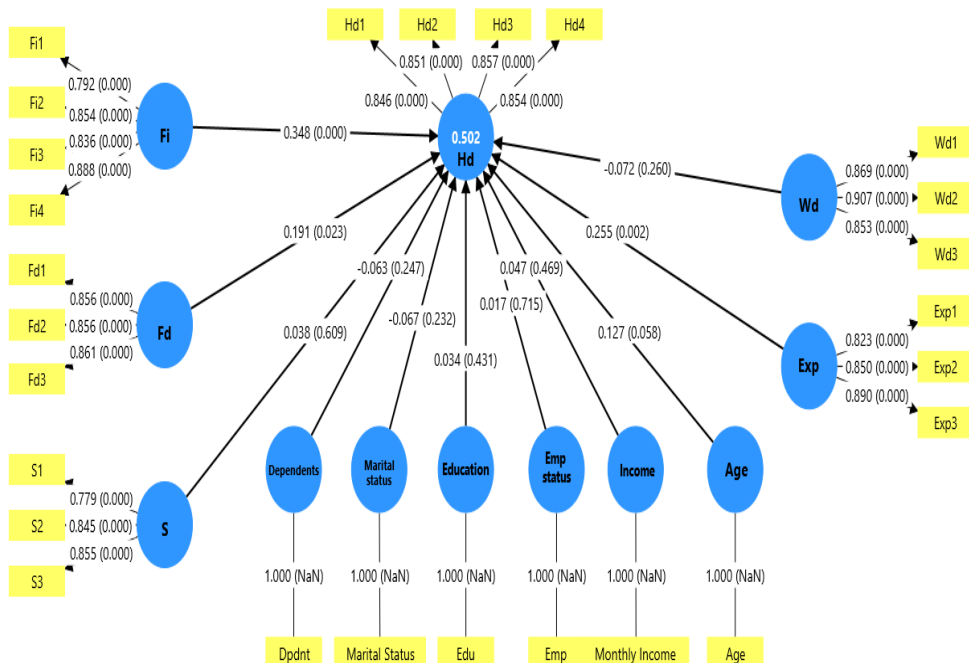 Hd1
Hd2
Hd3
Hd4
0.846 (0.000)
0.851 (0.000)
0.857 (0.000)
0.854 (0.000)
0.502
Hd
Fi1
Fi2
Fi3
Fi4
0.792 (0.000)
0.854 (0.000)
0.836 (0.000)
0.888 (0.000)
Fi
0.348 (0.000)
Fd1
Fd2
Fd3
0.856 (0.000)
0.856 (0.000)
0.861 (0.000)
Fd
0.191 (0.023)
S1
S2
S3
0.779 (0.000)
0.845 (0.000)
0.855 (0.000)
S
0.038 (0.609)
-0.063 (0.247)
-0.067 (0.232)
0.034 (0.431)
0.017 (0.715)
0.047 (0.469)
0.127 (0.058)
0.255 (0.002)
-0.072 (0.260)
Wd
0.869 (0.000)
0.907 (0.000)
0.853 (0.000)
Wd1
Wd2
Wd3
Exp
0.823 (0.000)
0.850 (0.000)
0.890 (0.000)
Exp1
Exp2
Exp3
Dependents
Marital
status
Education
Emp
status
Income
Age
1.000 (NaN)
1.000 (NaN)
1.000 (NaN)
1.000 (NaN)
1.000 (NaN)
1.000 (NaN)
Dpdnt
Marital Status
Edu
Emp
Monthly Income
Age